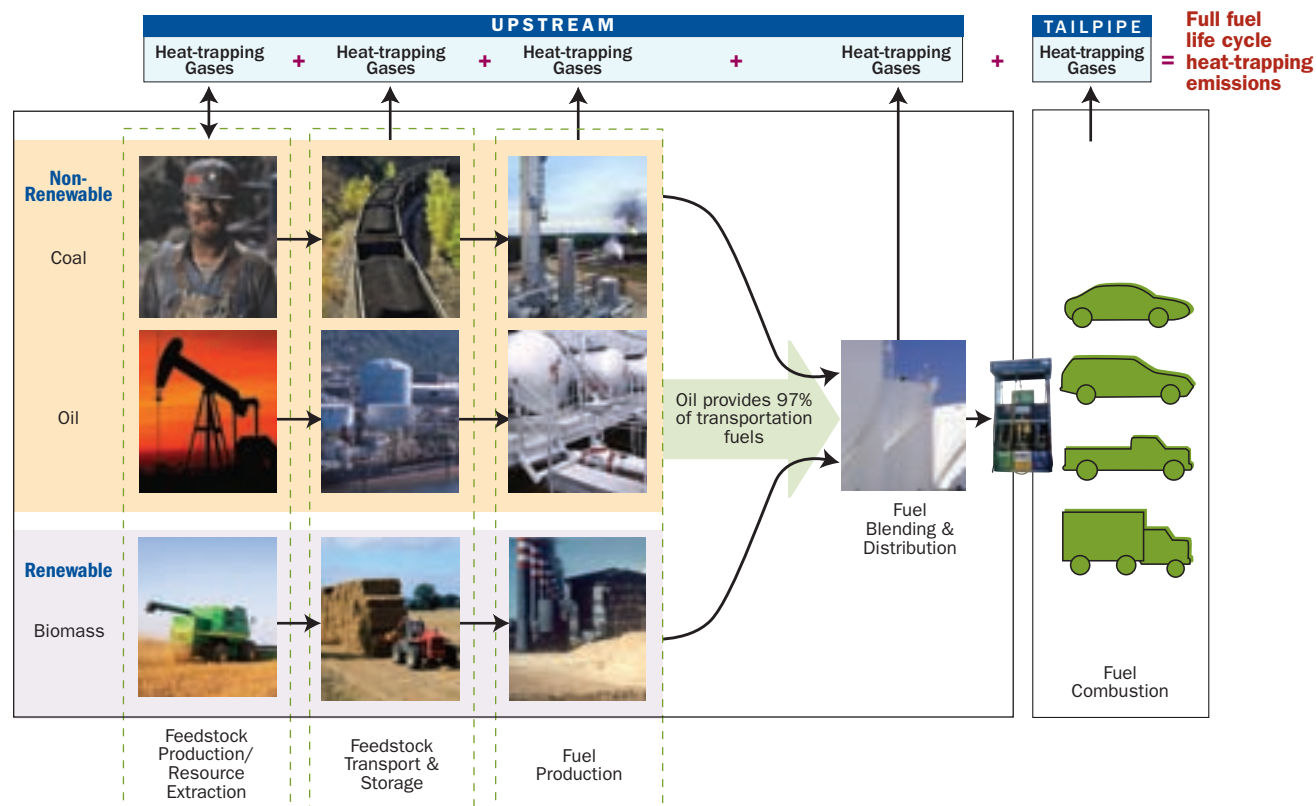 UPSTREAM
TAILPIPE
Heat-trapping
Gases
+
Heat-trapping
Gases
+
Heat-trapping
Gases
+
Heat-trapping
Gases
+
Heat-trapping
Gases
=
Full fuel
life cycle
heat-trapping
emissions
Non-
Renewable
Coal
Oil
Oil provides 97%
of transportation
fuels
Fuel
Blending &
Distribution
Renewable
Biomass
Fuel
Combustion
Feedstock
Production/
Resource
Extraction
Feedstock
Transport &
Storage
Fuel
Production